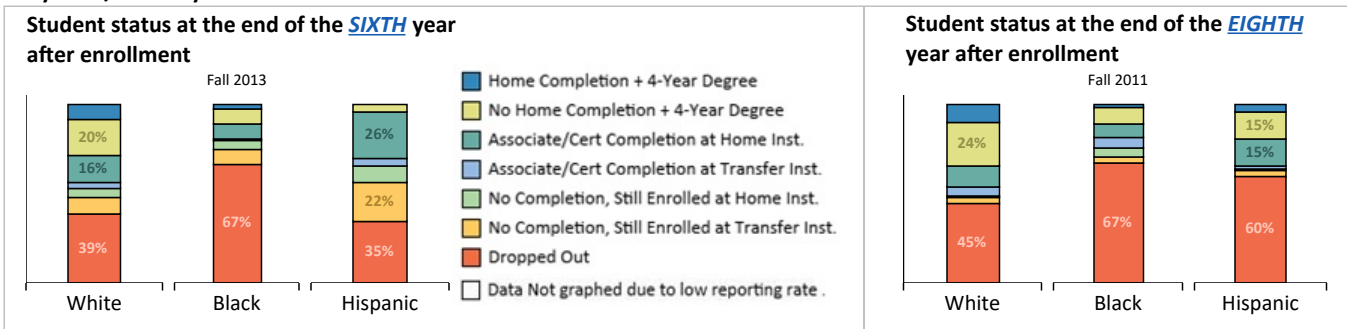 Student status at the end of the SIXTH year
after enrollment
Fall 2013
20%
16%
39%
67%
26%
22%
35%
White
Black
Hispanic
Home Completion + 4-Year Degree
No Home Completion + 4-Year Degree
Associate/Cert Completion at Home Inst.
Associate/Cert Completion at Transfer Inst.
No Completion, Still Enrolled at Home Inst.
No Completion, Still Enrolled at Transfer Inst.
Dropped Out
Data Not graphed due to low reporting rate .
Student status at the end of the EIGHTH
year after enrollment
Fall 2011
24%
45%
67%
15%
15%
60%
White
Black
Hispanic